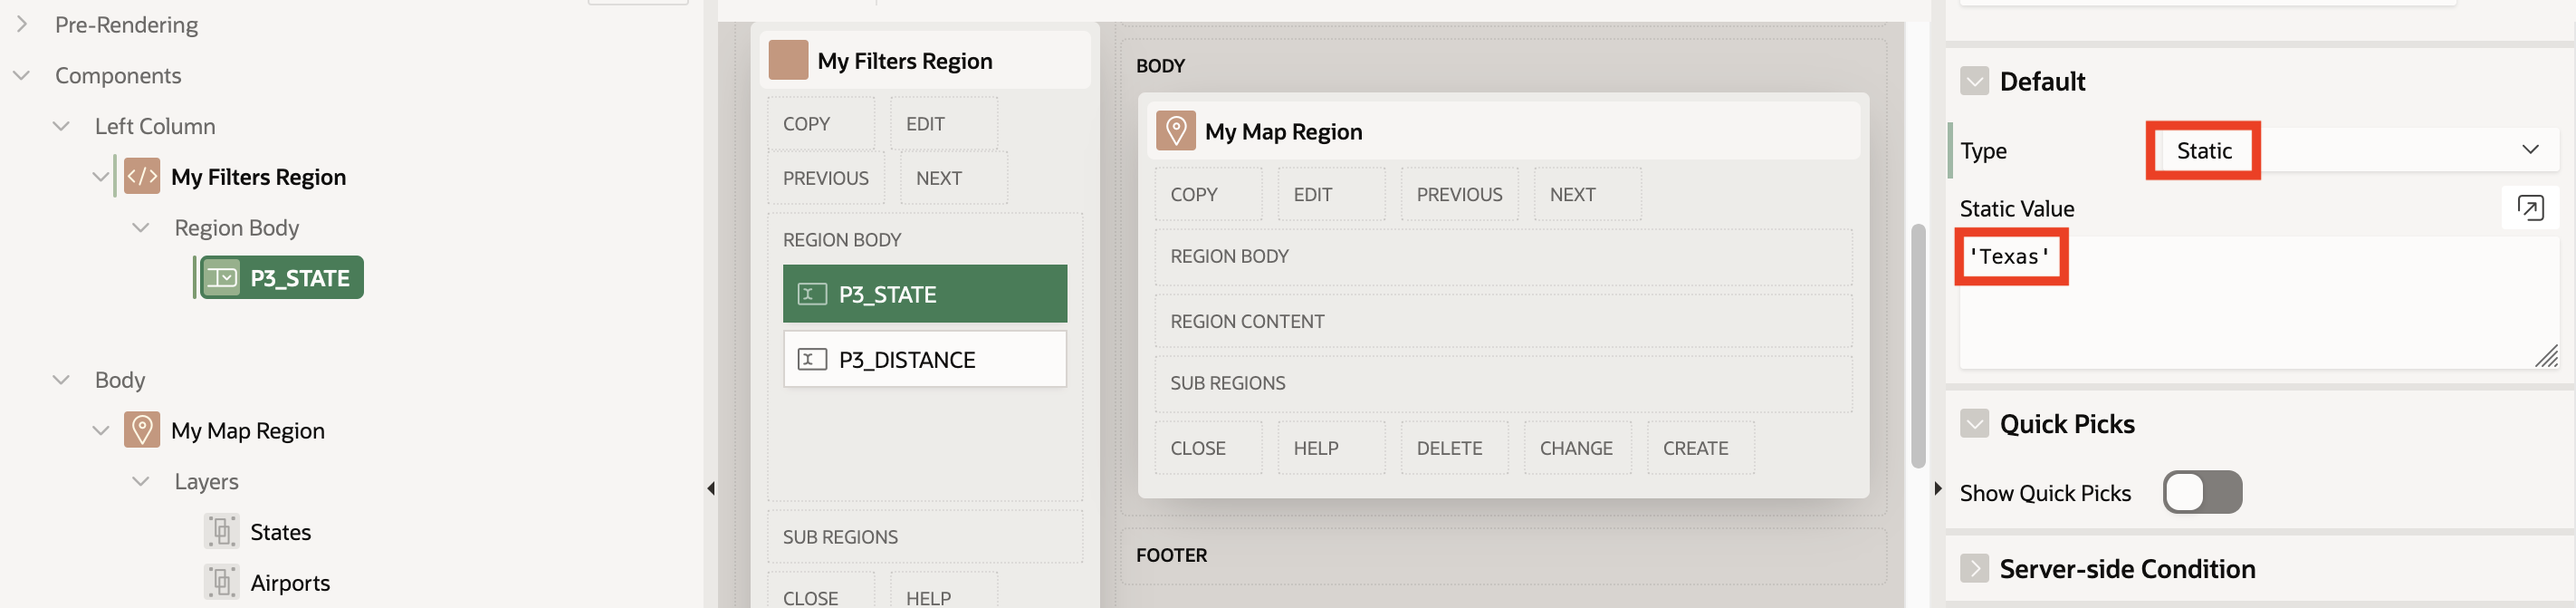 Pre-Rendering
Components
Left Column
My Filters Region
Region Body
P3_STATE
Body
My Map Region
Layers
States
Airports
My Filters Region
COPY EDIT
PREVIOUS NEXT
REGION BODY
P3_STATE
P3_DISTANCE
SUB REGIONS
CLOSE HELP
BODY
My Map Region
COPY EDIT PREVIOUS NEXT
REGION BODY
REGION CONTENT
SUB REGIONS
CLOSE HELP DELETE CHANGE CREATE
FOOTER
Default
Type Static
Static Value
'Texas'
Quick Picks
Show Quick Picks
Server-side Condition